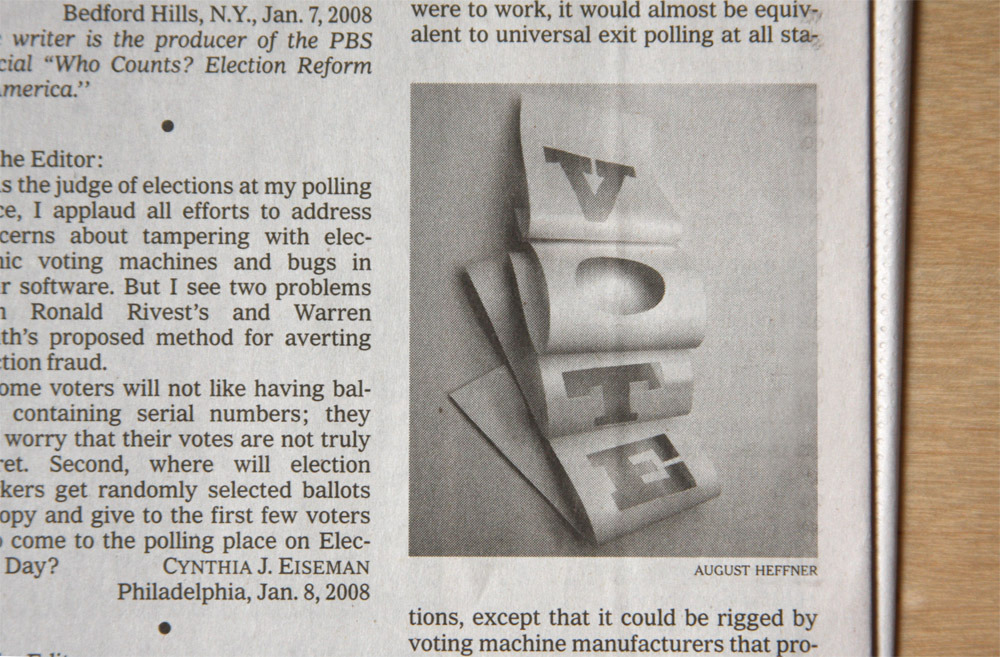 Bedford Hills, N.Y., Jan. 7, 2008
writer is the producer of the PBS
cial “Who Counts? Election Reform
merica.”
he Editor:
s the judge of elections at my polling
ce, I applaud all efforts to address
cerns about tampering with elec-
nic voting machines and bugs in
r software. But I see two problems
n Ronald Rivest’s and Warren
th’s proposed method for averting
ction fraud.
ome voters will not like having bal-
containing serial numbers; they
worry that their votes are not truly
ret. Second, where will election
kers get randomly selected ballots
opy and give to the first few voters
come to the polling place on Elec-
Day? CYNTHIA J. EISEMAN
Philadelphia, Jan. 8, 2008
were to work, it would almost be equiv-
alent to universal exit polling at all sta-
V
O
T
E
AUGUST HEFFNER
tions, except that it could be rigged by
voting machine manufacturers that pro-